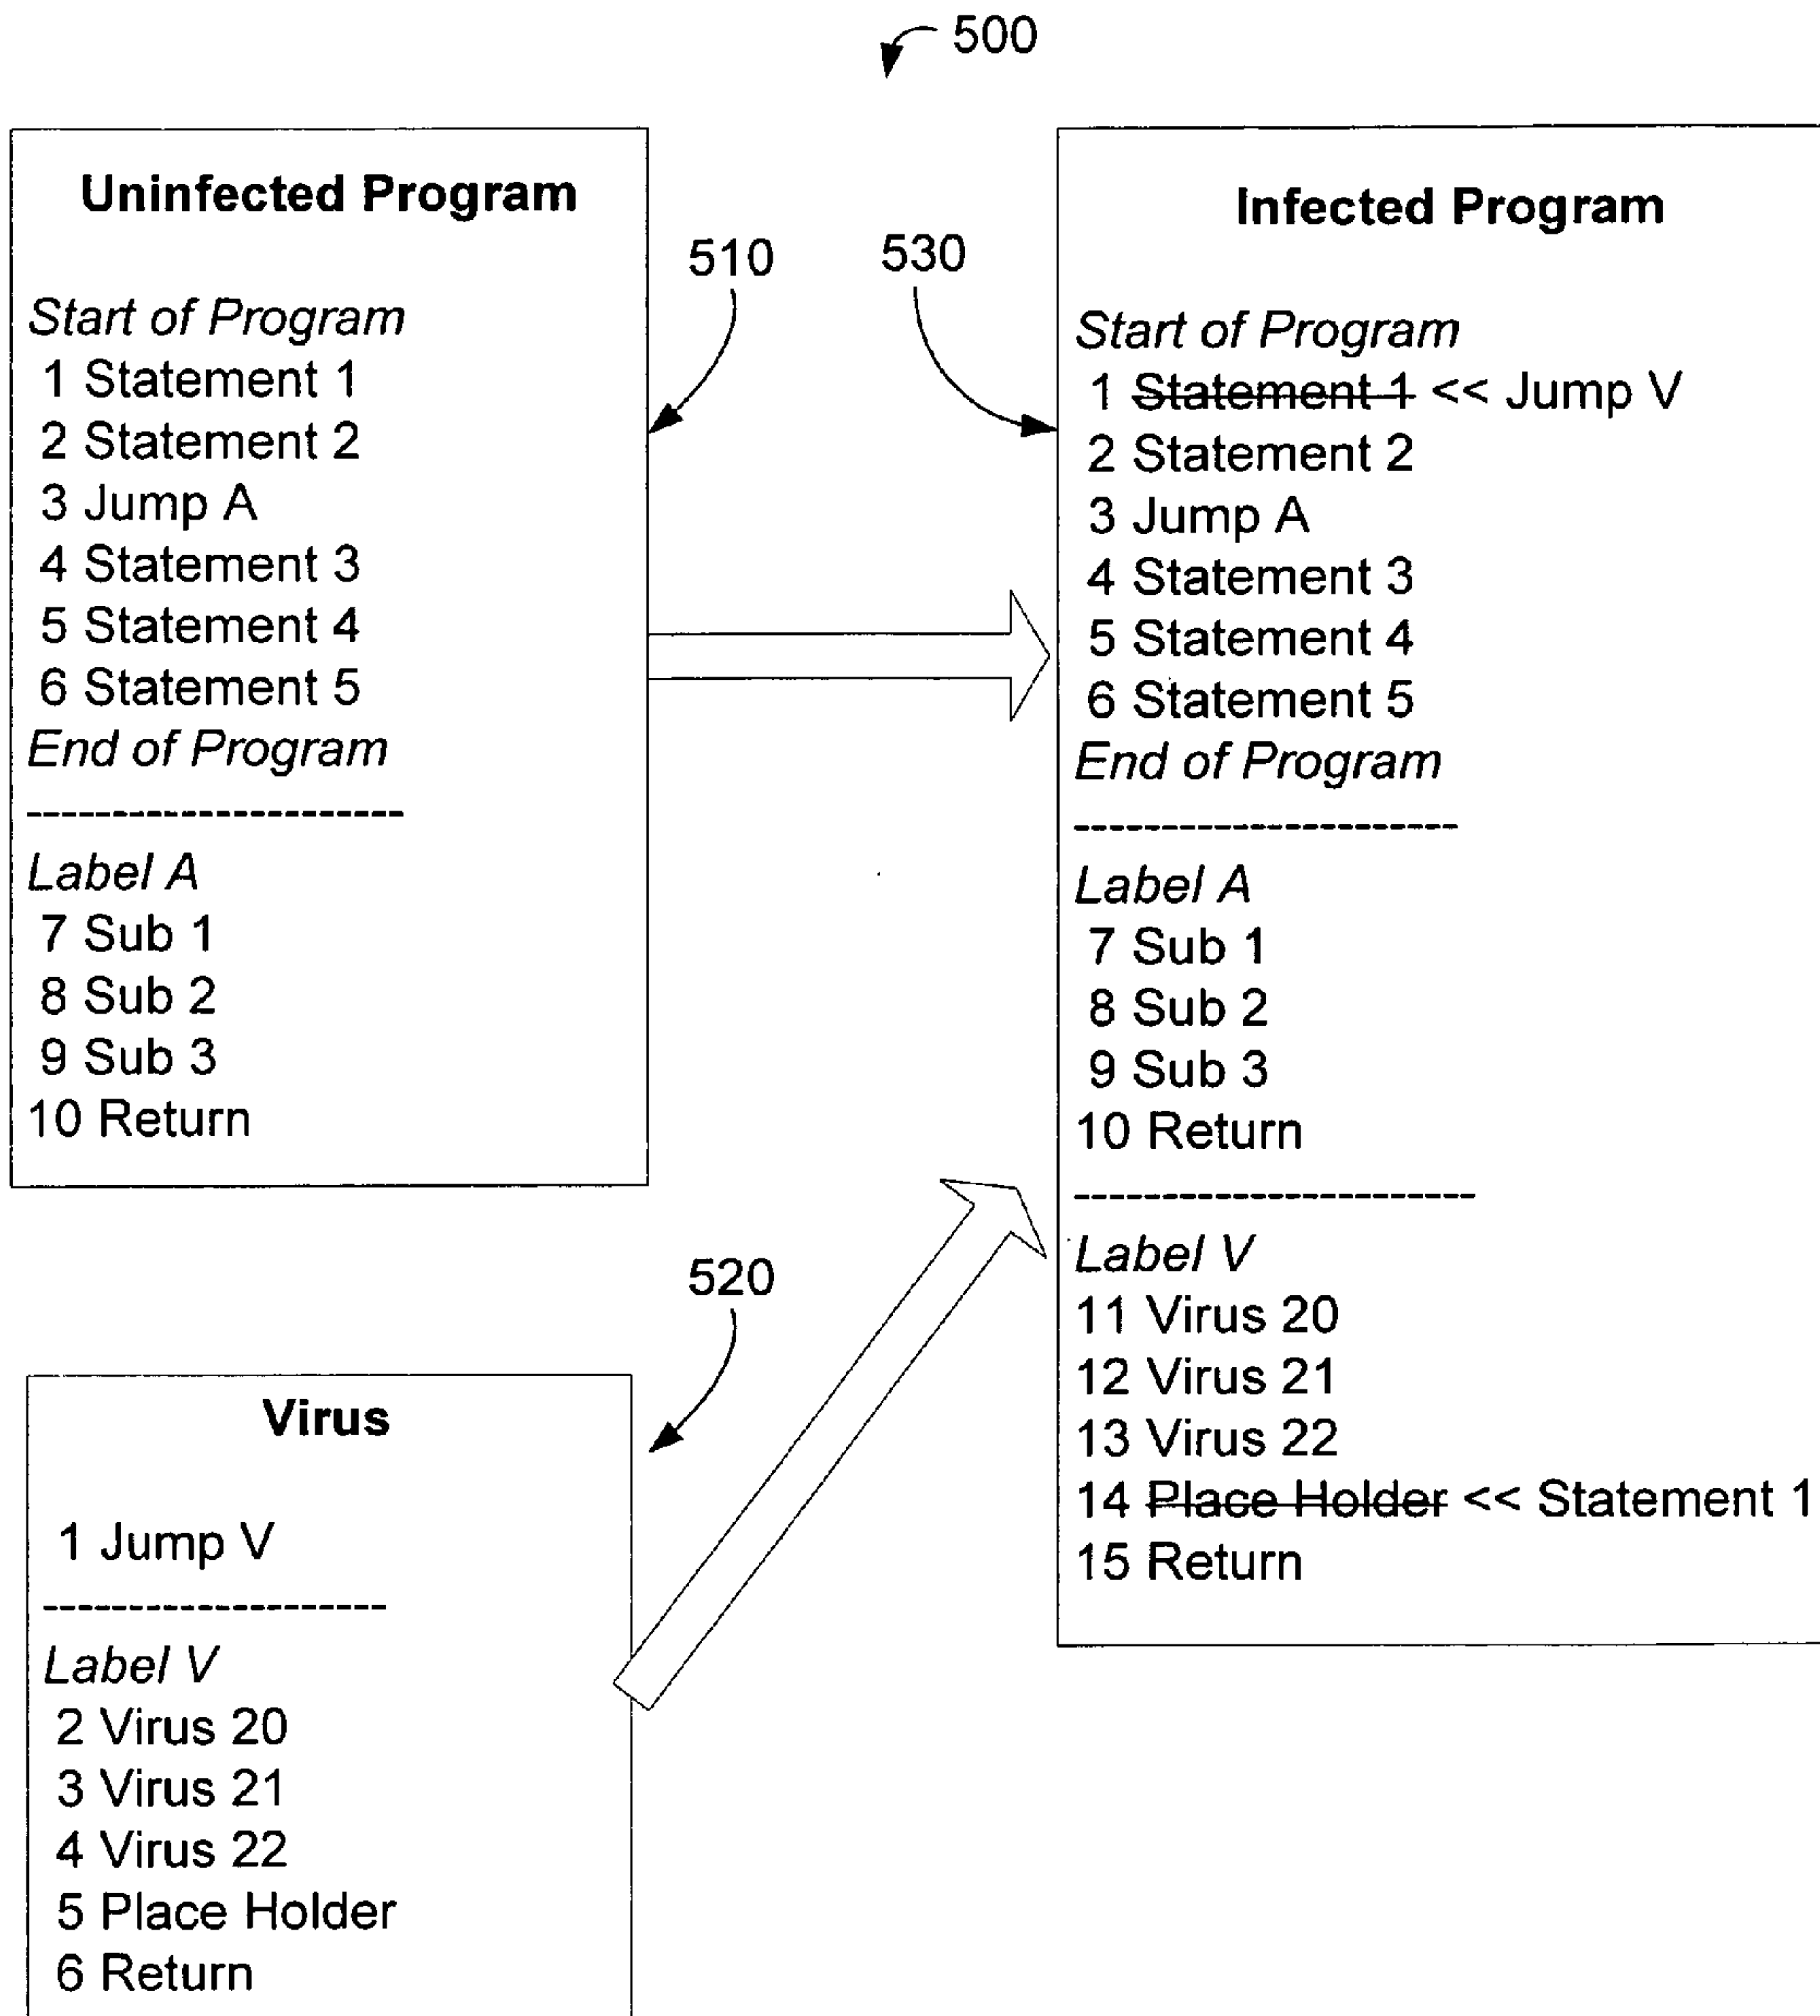 500
Uninfected Program
Start of Program
1 Statement 1
2 Statement 2
3 Jump A
4 Statement 3
5 Statement 4
6 Statement 5
End of Program
----------------------
Label A
7 Sub 1
8 Sub 2
9 Sub 3
10 Return
510
530
Infected Program
Start of Program
1 Statement 1 << Jump V
2 Statement 2
3 Jump A
4 Statement 3
5 Statement 4
6 Statement 5
End of Program
----------------------
Label A
7 Sub 1
8 Sub 2
9 Sub 3
10 Return
-----------------------
Label V
11 Virus 20
12 Virus 21
13 Virus 22
14 Place Holder << Statement 1
15 Return
520
Virus
1 Jump V
--------------------
Label V
2 Virus 20
3 Virus 21
4 Virus 22
5 Place Holder
6 Return